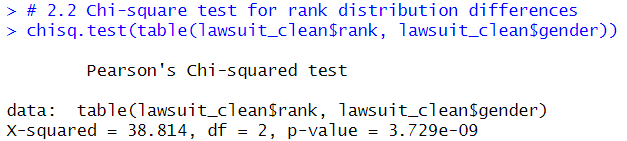 > # 2.2 Chi-square test for rank distribution differences
> chisq.test(table(lawsuit_clean$rank, lawsuit_clean$gender))
Pearson's Chi-squared test
data:  table(lawsuit_clean$rank, lawsuit_clean$gender)
X-squared = 38.814, df = 2, p-value = 3.729e-09